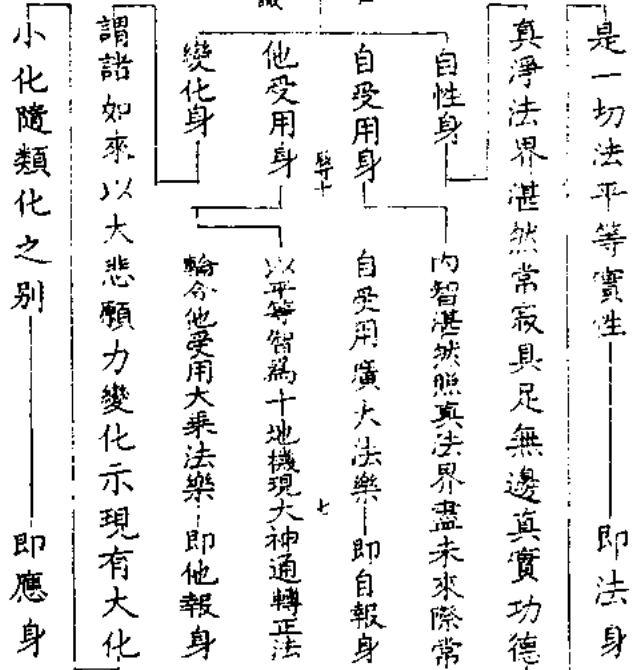 是一切法平等實性 即法身
真淨法界湛然常寂具足無邊真實功德
自性身
自受用身
他受用身
變化身
內智湛然照真法界盡未來際常
自受用廣大法樂 即自報身
以平等智為十地機現大神通轉正法
輪令他受用大乘法樂 即他報身
謂諸如來以大悲願力變化示現有大化
小化隨類化之別 即應身
七